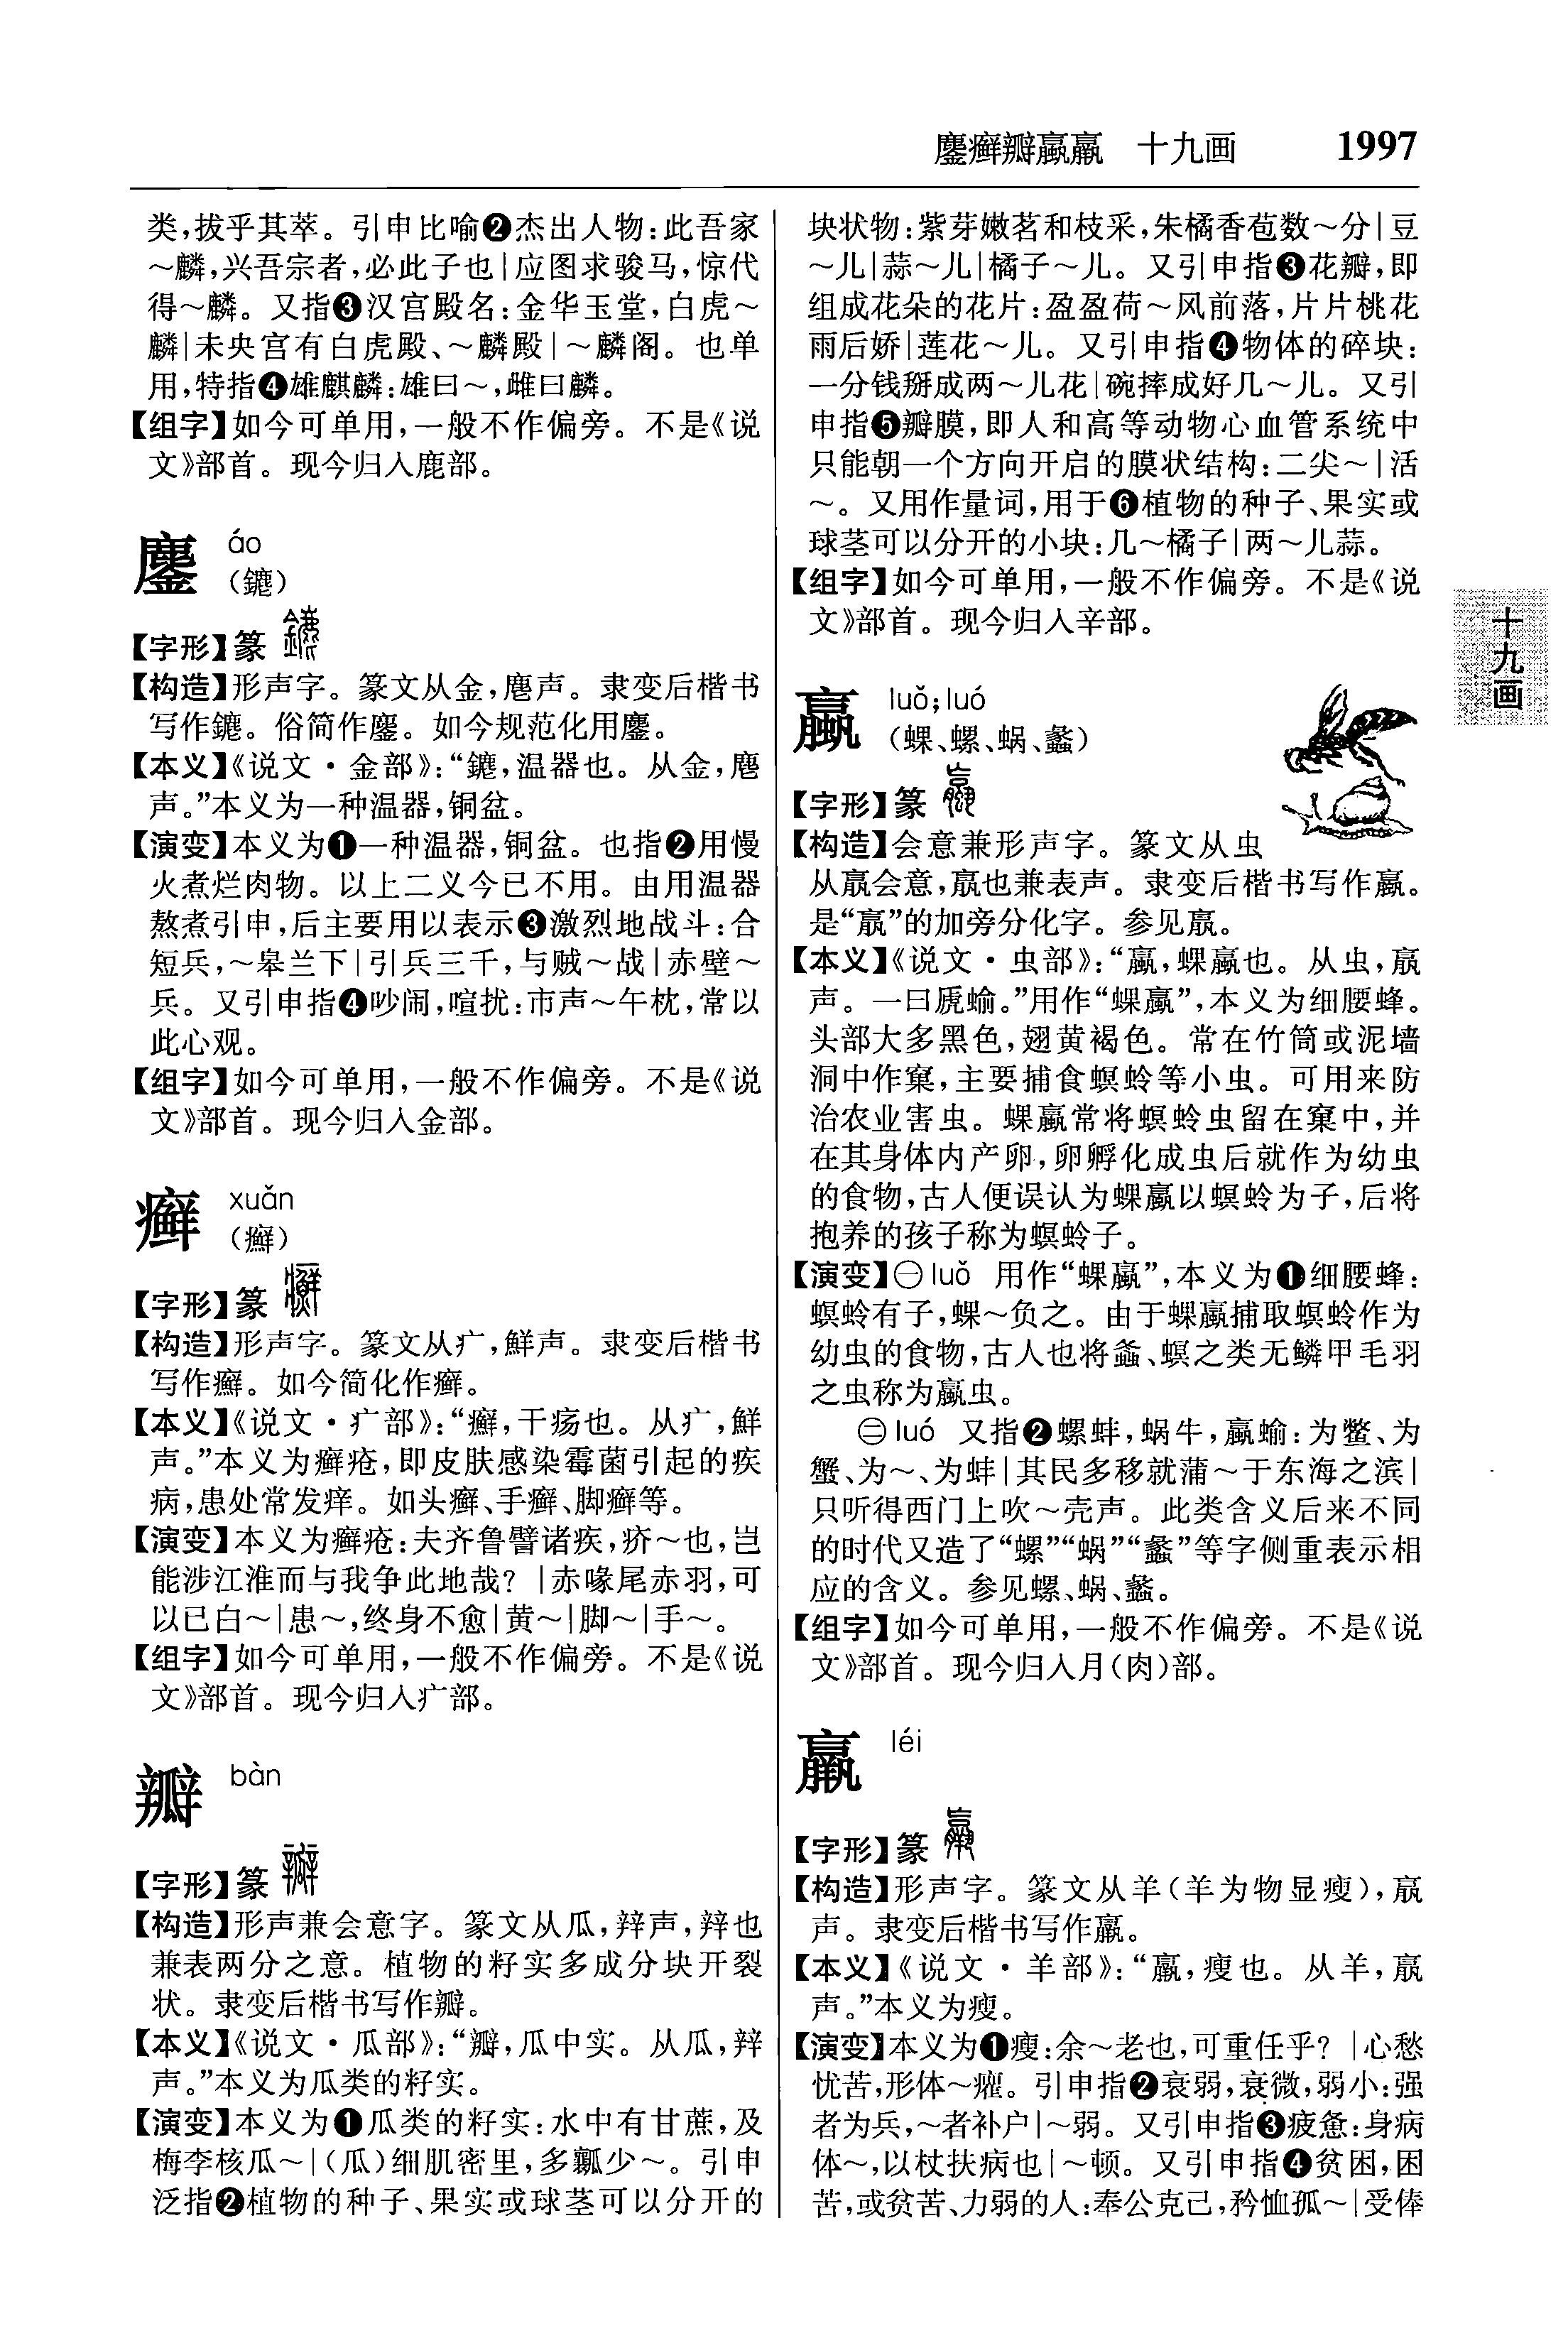 鏖癣瓣蠃羸　十九画　1997
类,拔乎其萃。引申比喻❷杰出人物:此吾家
～麟,兴吾宗者,必此子也|应图求骏马,惊代
得～麟。又指❸汉宫殿名:金华玉堂,白虎～
麟|未央宫有白虎殿、～麟殿|～麟阁。也单
用,特指❹雄麒麟:雄曰～,雌曰麟。
【组字】如今可单用,一般不作偏旁。不是《说
文》部首。现今归入鹿部。
鏖 áo
(鑣)
【字形】篆
【构造】形声字。篆文从金,麀声。隶变后楷书
写作鑣。俗简作鏖。如今规范化用鏖。
【本义】《说文·金部》:“鑣,温器也。从金,麀
声。”本义为一种温器,铜盆。
【演变】本义为❶一种温器,铜盆。也指❷用慢
火煮烂肉物。以上二义今已不用。由用温器
熬煮引申,后主要用以表示❸激烈地战斗:合
短兵,～皋兰下|引兵三千,与贼～战|赤壁～
兵。又引申指❹吵闹,喧扰:市声～午枕,常以
此心观。
【组字】如今可单用,一般不作偏旁。不是《说
文》部首。现今归入金部。
癣 xuǎn
(癬)
【字形】篆
【构造】形声字。篆文从疒,鮮声。隶变后楷书
写作癬。如今简化作癣。
【本义】《说文·疒部》:“癬,干疡也。从疒,鮮
声。”本义为癣疮,即皮肤感染霉菌引起的疾
病,患处常发痒。如头癣、手癣、脚癣等。
【演变】本义为癣疮:夫齐鲁譬诸疾,疥～也,岂
能涉江淮而与我争此地哉？|赤喙尾赤羽,可
以已白～|患～,终身不愈|黄～|脚～|手～。
【组字】如今可单用,一般不作偏旁。不是《说
文》部首。现今归入疒部。
瓣 bàn
【字形】篆
【构造】形声兼会意字。篆文从瓜,辡声,辡也
兼表两分之意。植物的籽实多成分块开裂
状。隶变后楷书写作瓣。
【本义】《说文·瓜部》:“瓣,瓜中实。从瓜,辡
声。”本义为瓜类的籽实。
【演变】本义为❶瓜类的籽实:水中有甘蔗,及
梅李核瓜～|(瓜)细肌密里,多瓤少～。引申
泛指❷植物的种子、果实或球茎可以分开的
块状物:紫芽嫩茗和枝采,朱橘香苞数～分|豆
～儿|蒜～儿|橘子～儿。又引申指❸花瓣,即
组成花朵的花片:盈盈荷～风前落,片片桃花
雨后娇|莲花～儿。又引申指❹物体的碎块:
一分钱掰成两～儿花|碗摔成好几～儿。又引
申指❺瓣膜,即人和高等动物心血管系统中
只能朝一个方向开启的膜状结构:二尖～|活
～。又用作量词,用于❻植物的种子、果实或
球茎可以分开的小块:几～橘子|两～儿蒜。
【组字】如今可单用,一般不作偏旁。不是《说
文》部首。现今归入辛部。
蠃 luǒ;luó
(蜾、螺、蜗、蠡)
【字形】篆
【构造】会意兼形声字。篆文从虫
从𣎆会意,𣎆也兼表声。隶变后楷书写作蠃。
是“𣎆”的加旁分化字。参见𣎆。
【本义】《说文·虫部》:“蠃,蜾蠃也。从虫,𣎆
声。一曰虒蝓。”用作“蜾蠃”,本义为细腰蜂。
头部大多黑色,翅黄褐色。常在竹筒或泥墙
洞中作窠,主要捕食螟蛉等小虫。可用来防
治农业害虫。蜾蠃常将螟蛉虫留在窠中,并
在其身体内产卵,卵孵化成虫后就作为幼虫
的食物,古人便误认为蜾蠃以螟蛉为子,后将
抱养的孩子称为螟蛉子。
【演变】㊀luǒ 用作“蜾蠃”,本义为❶细腰蜂:
螟蛉有子,蜾～负之。由于蜾蠃捕取螟蛉作为
幼虫的食物,古人也将螽、螟之类无鳞甲毛羽
之虫称为蠃虫。
㊁luó 又指❷螺蚌,蜗牛,蠃蝓:为鳖、为
蟹、为～、为蚌|其民多移就蒲～于东海之滨|
只听得西门上吹～壳声。此类含义后来不同
的时代又造了“螺”“蜗”“蠡”等字侧重表示相
应的含义。参见螺、蜗、蠡。
【组字】如今可单用,一般不作偏旁。不是《说
文》部首。现今归入月(肉)部。
羸 léi
【字形】篆
【构造】形声字。篆文从羊(羊为物显瘦),𣎆
声。隶变后楷书写作羸。
【本义】《说文·羊部》:“羸,瘦也。从羊,𣎆
声。”本义为瘦。
【演变】本义为❶瘦:余～老也,可重任乎？|心愁
忧苦,形体～癯。引申指❷衰弱,衰微,弱小:强
者为兵,～者补户|～弱。又引申指❸疲惫:身病
体～,以杖扶病也|～顿。又引申指❹贫困,困
苦,或贫苦、力弱的人:奉公克己,矜恤孤～|受俸
十九画